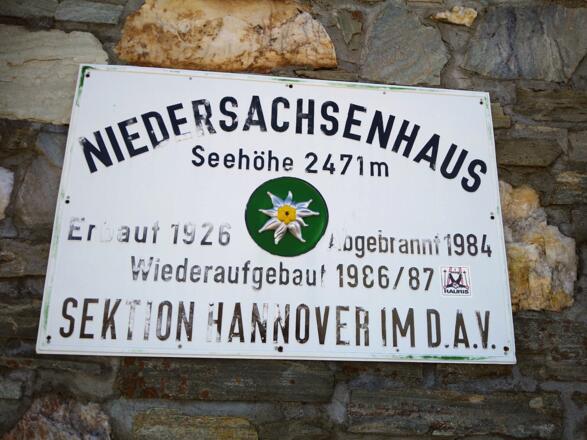 NIEDERSACHSENHAUS
Seehöhe 2471m
Erbaut 1926 Abgebrannt 1984
Wiederaufgebaut 1986/87
RAURIS
SEKTION HANNOVER IM D.A.V.